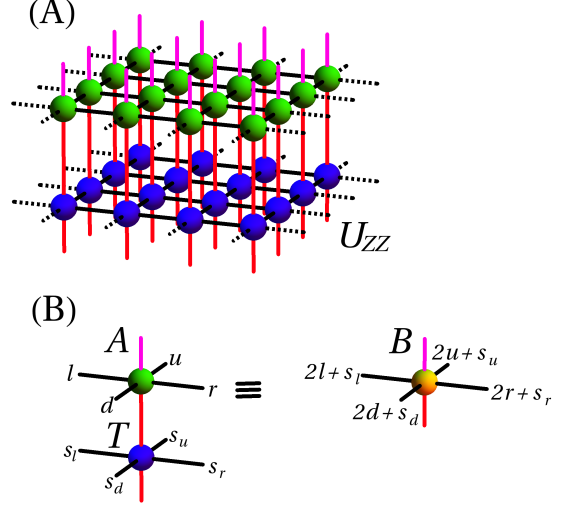 (A)
U_ZZ
(B)
A u l r d
T s_u s_l s_r s_d
≡
B 2u+s_u 2l+s_l 2r+s_r 2d+s_d